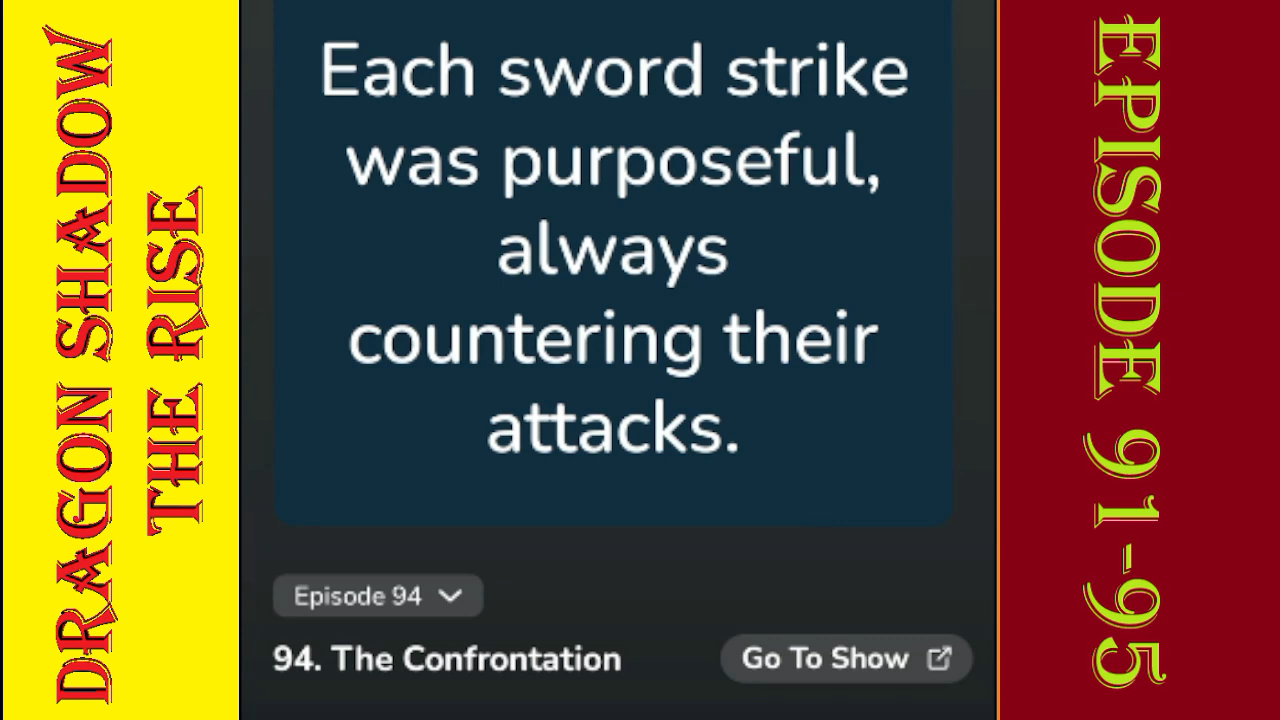 DRAGON SHADOW
THE RISE
Each sword strike
was purposeful,
always
countering their
attacks.
Episode 94
94. The Confrontation
Go To Show
EPISODE 91-95